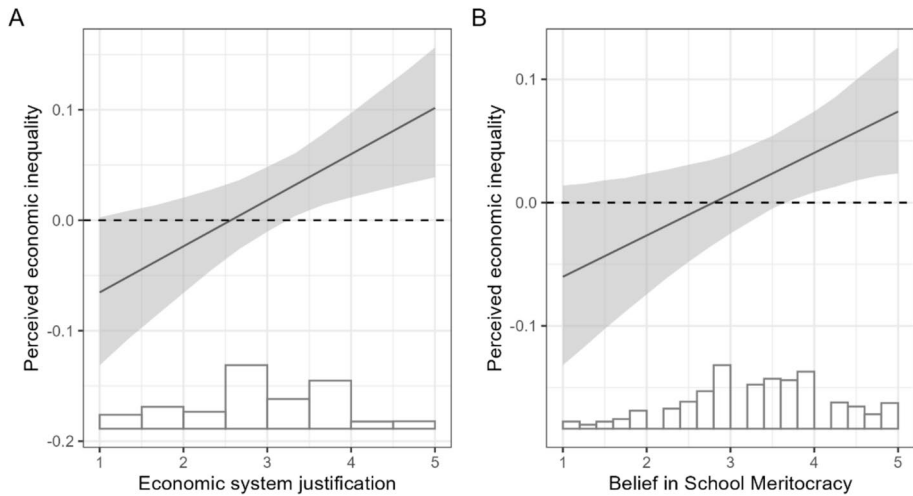 A
B
Perceived economic inequality
0.1
0.0
-0.1
-0.2
1 2 3 4 5
Economic system justification
Perceived economic inequality
0.1
0.0
-0.1
1 2 3 4 5
Belief in School Meritocracy